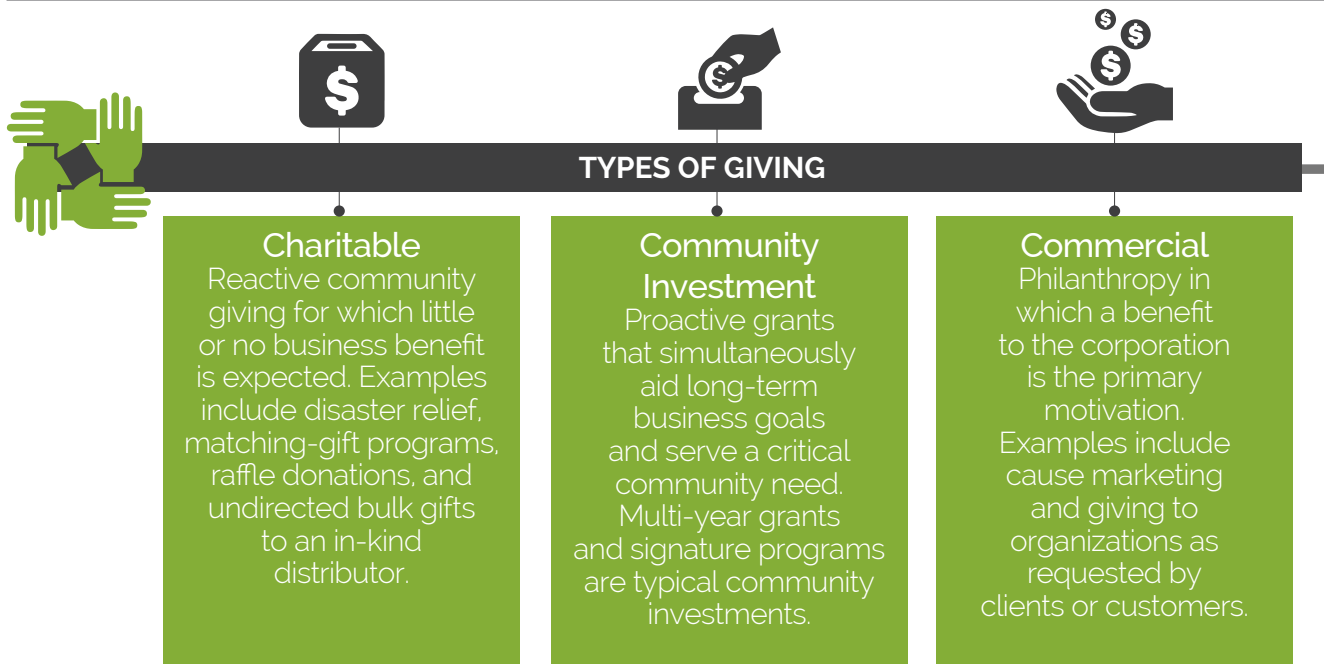 TYPES OF GIVING
Charitable
Reactive community
giving for which little
or no business benefit
is expected. Examples
include disaster relief,
matching-gift programs,
raffle donations, and
undirected bulk gifts
to an in-kind
distributor.
Community
Investment
Proactive grants
that simultaneously
aid long-term
business goals
and serve a critical
community need.
Multi-year grants
and signature programs
are typical community
investments.
Commercial
Philanthropy in
which a benefit
to the corporation
is the primary
motivation.
Examples include
cause marketing
and giving to
organizations as
requested by
clients or customers.